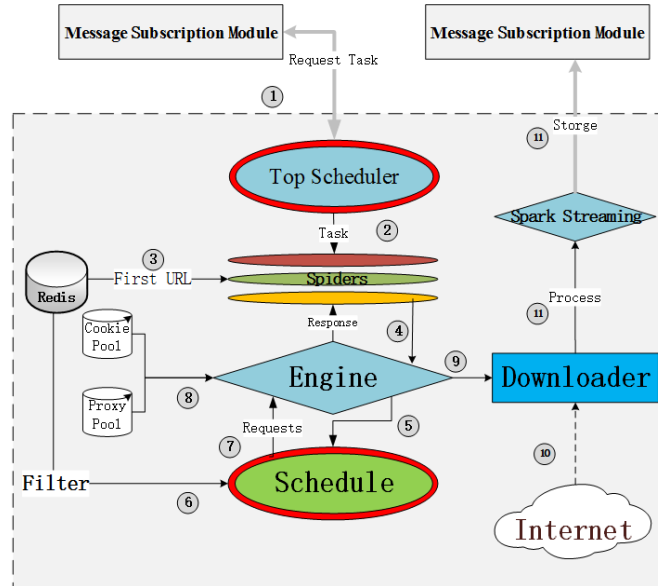 Message Subscription Module
Message Subscription Module
Request Task
1
Storge
11
Top Scheduler
Spark Streaming
2
Task
3
First URL
Spiders
Redis
Process
11
Response
4
Cookie
Pool
Engine
9
Downloader
8
Proxy
Pool
Requests
5
7
10
Filter
6
Schedule
Internet